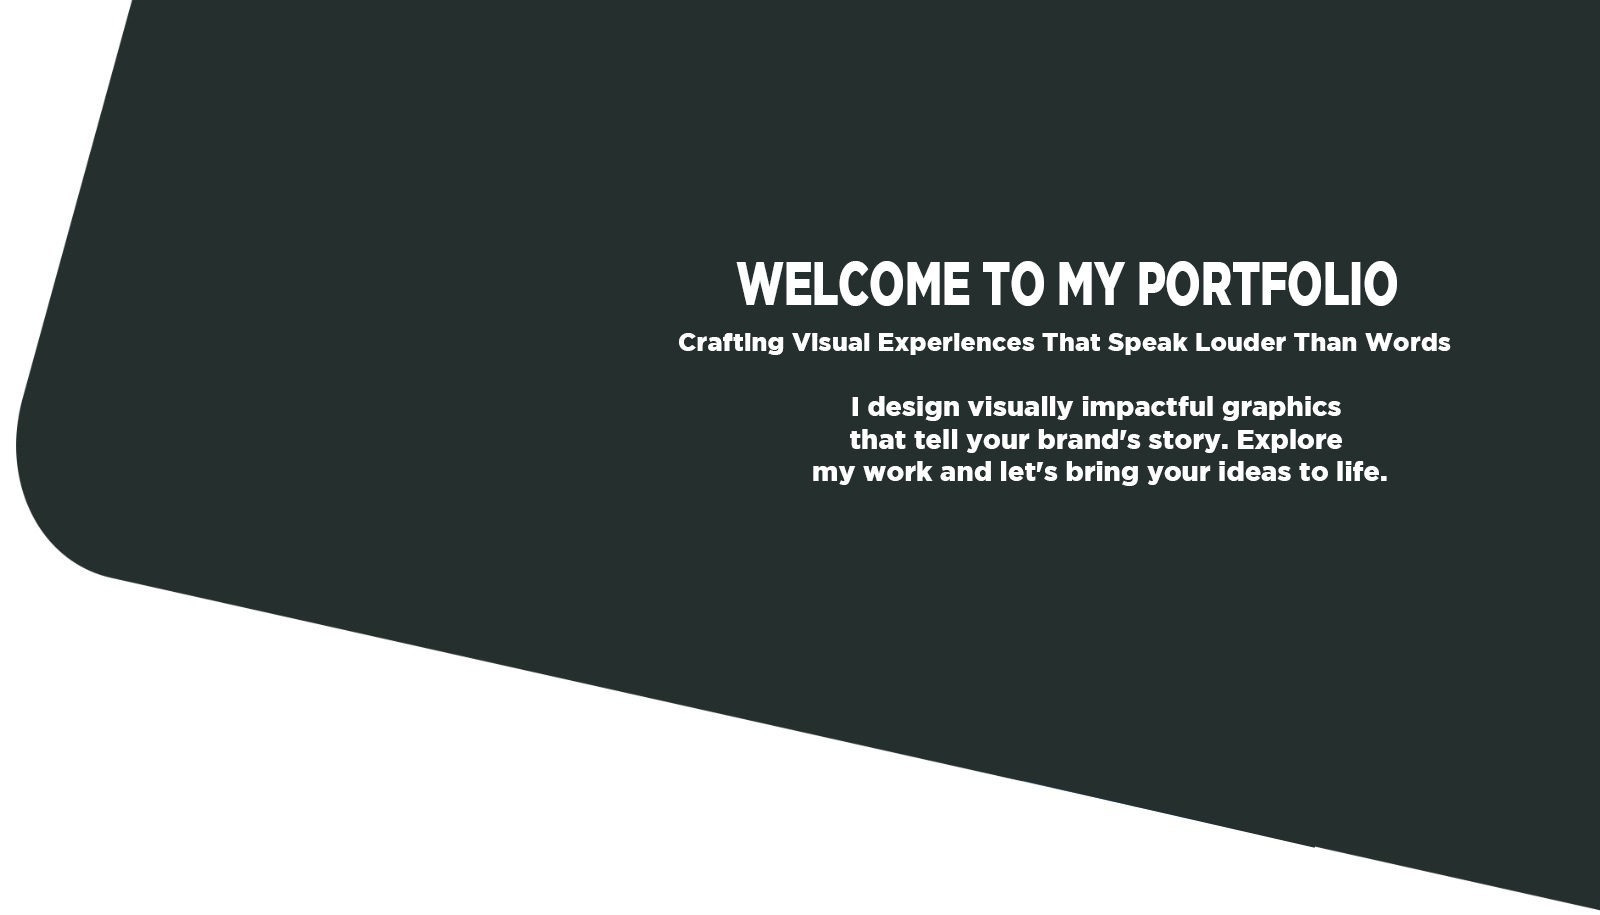 WELCOME TO MY PORTFOLIO
Crafting Visual Experiences That Speak Louder Than Words
I design visually impactful graphics
that tell your brand's story. Explore
my work and let's bring your ideas to life.